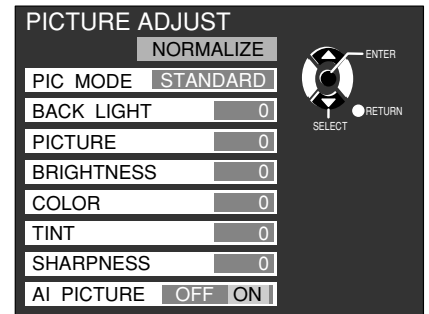 PICTURE ADJUST
NORMALIZE
PIC MODE STANDARD
BACK LIGHT 0
PICTURE 0
BRIGHTNESS 0
COLOR 0
TINT 0
SHARPNESS 0
AI PICTURE OFF ON
ENTER
RETURN
SELECT